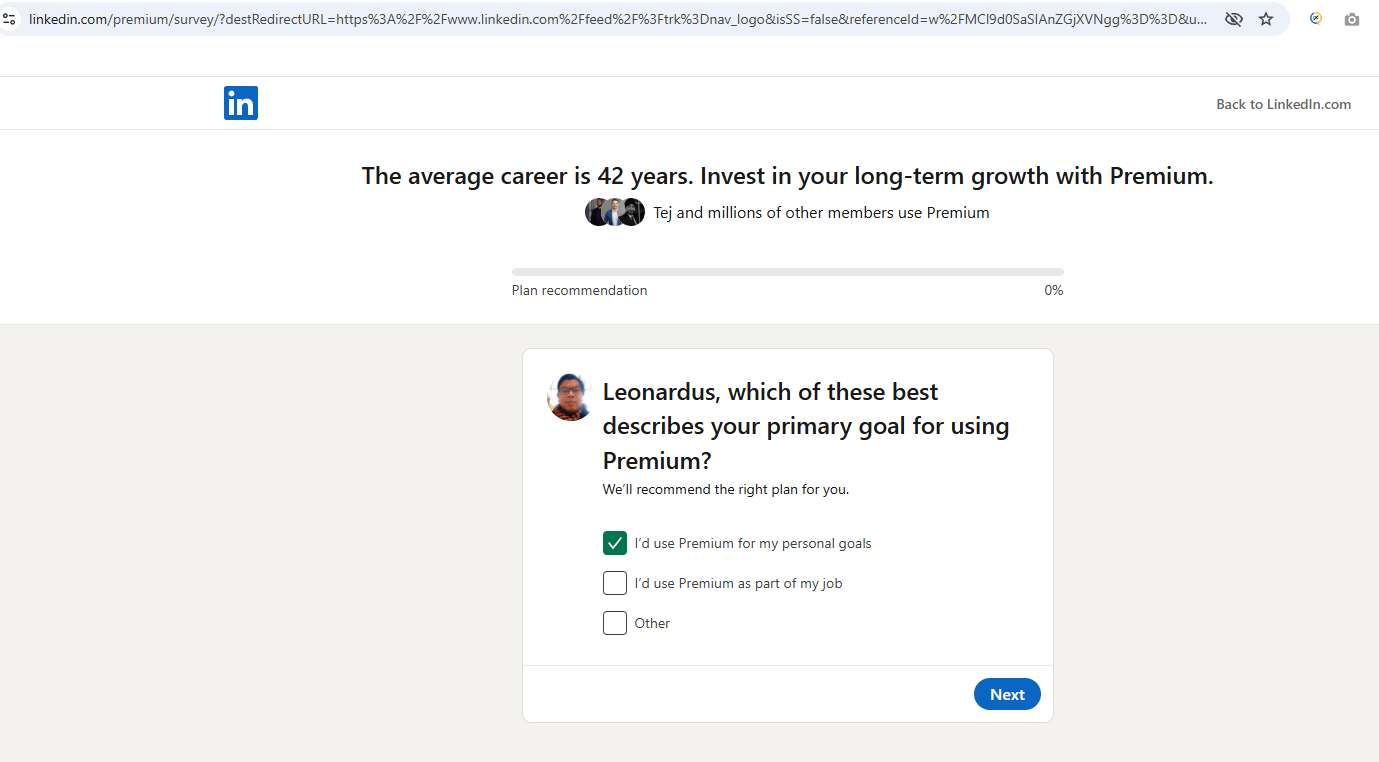 linkedin.com/premium/survey/?destRedirectURL=https%3A%2F%2Fwww.linkedin.com%2Ffeed%2F%3Ftrk%3Dnav_logo&isSS=false&referenceId=w%2FMCI9d0SaSIAnZGjXVNgg%3D%3D&u...
in
Back to LinkedIn.com
The average career is 42 years. Invest in your long-term growth with Premium.
Tej and millions of other members use Premium
Plan recommendation 0%
Leonardus, which of these best
describes your primary goal for using
Premium?
We’ll recommend the right plan for you.
I’d use Premium for my personal goals
I’d use Premium as part of my job
Other
Next